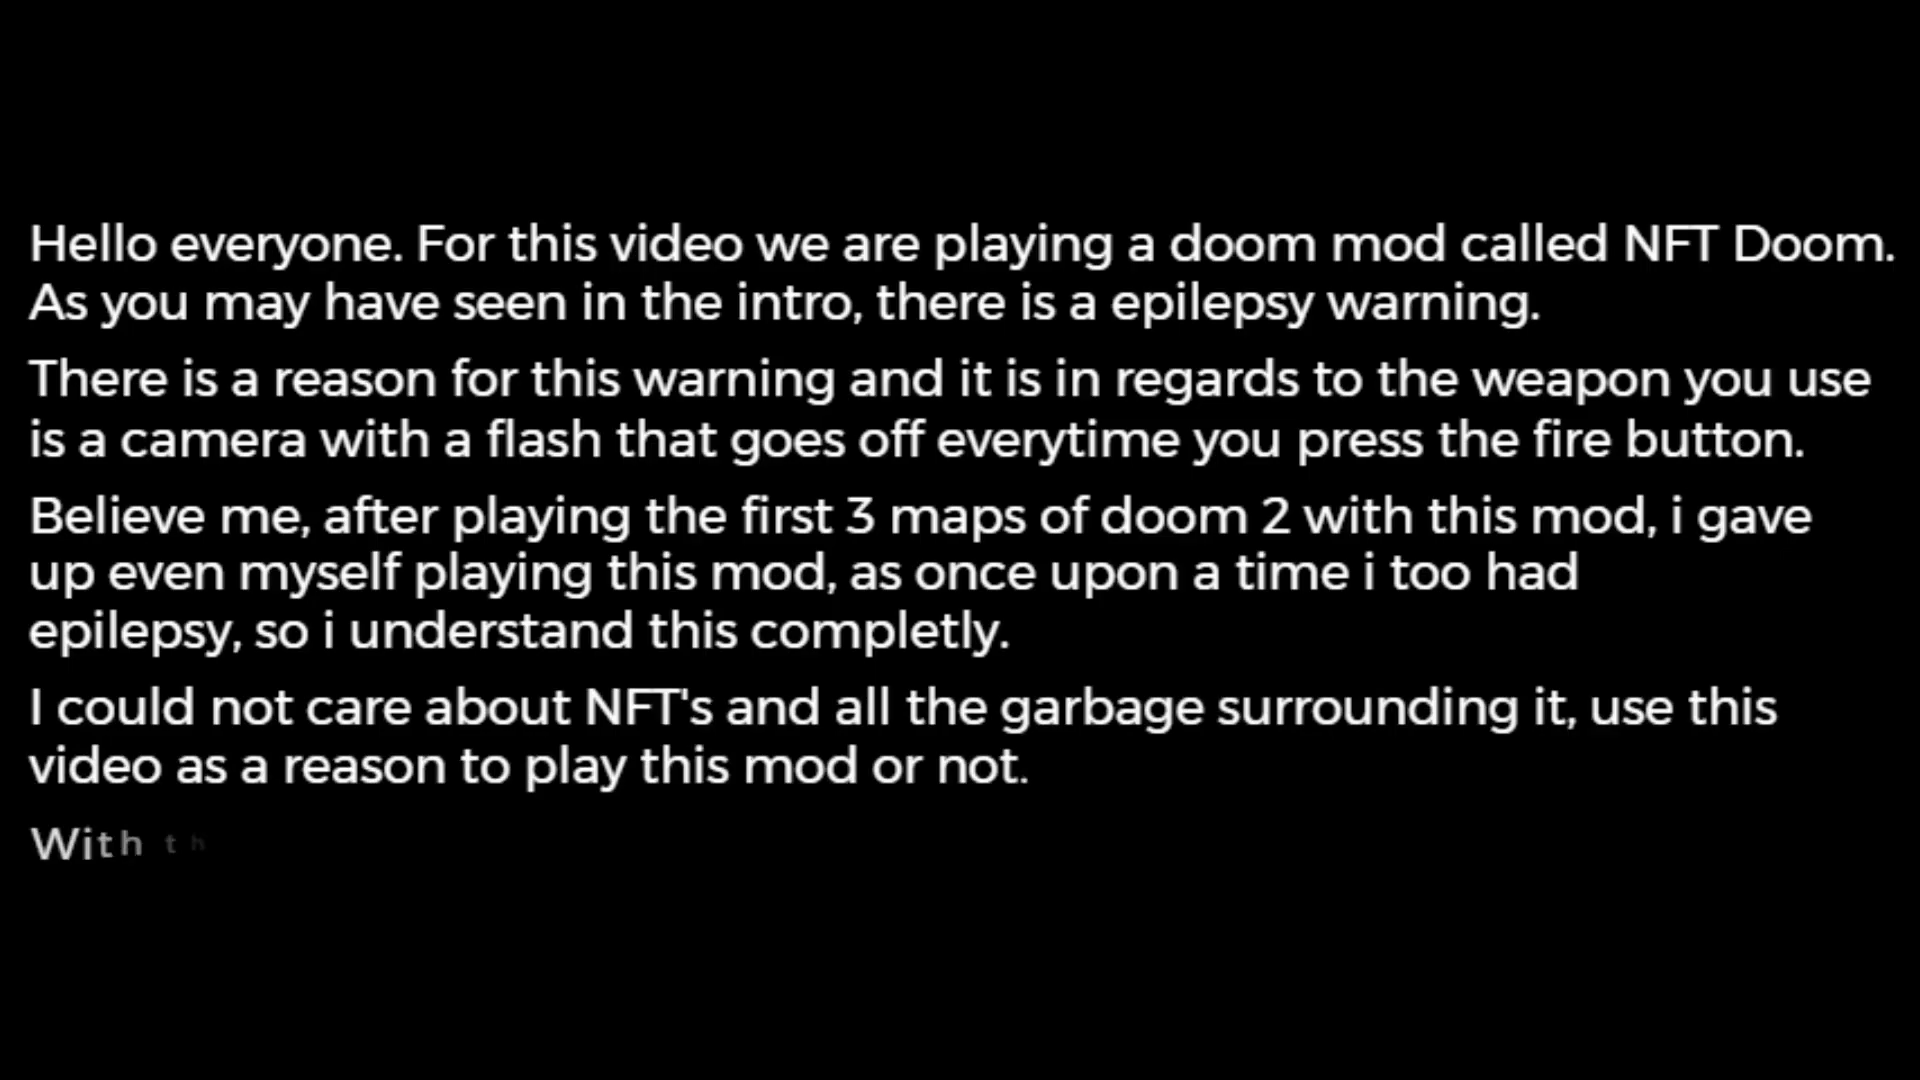 Hello everyone. For this video we are playing a doom mod called NFT Doom.
As you may have seen in the intro, there is a epilepsy warning.
There is a reason for this warning and it is in regards to the weapon you use
is a camera with a flash that goes off everytime you press the fire button.
Believe me, after playing the first 3 maps of doom 2 with this mod, i gave
up even myself playing this mod, as once upon a time i too had
epilepsy, so i understand this completly.
I could not care about NFT's and all the garbage surrounding it, use this
video as a reason to play this mod or not.
With th